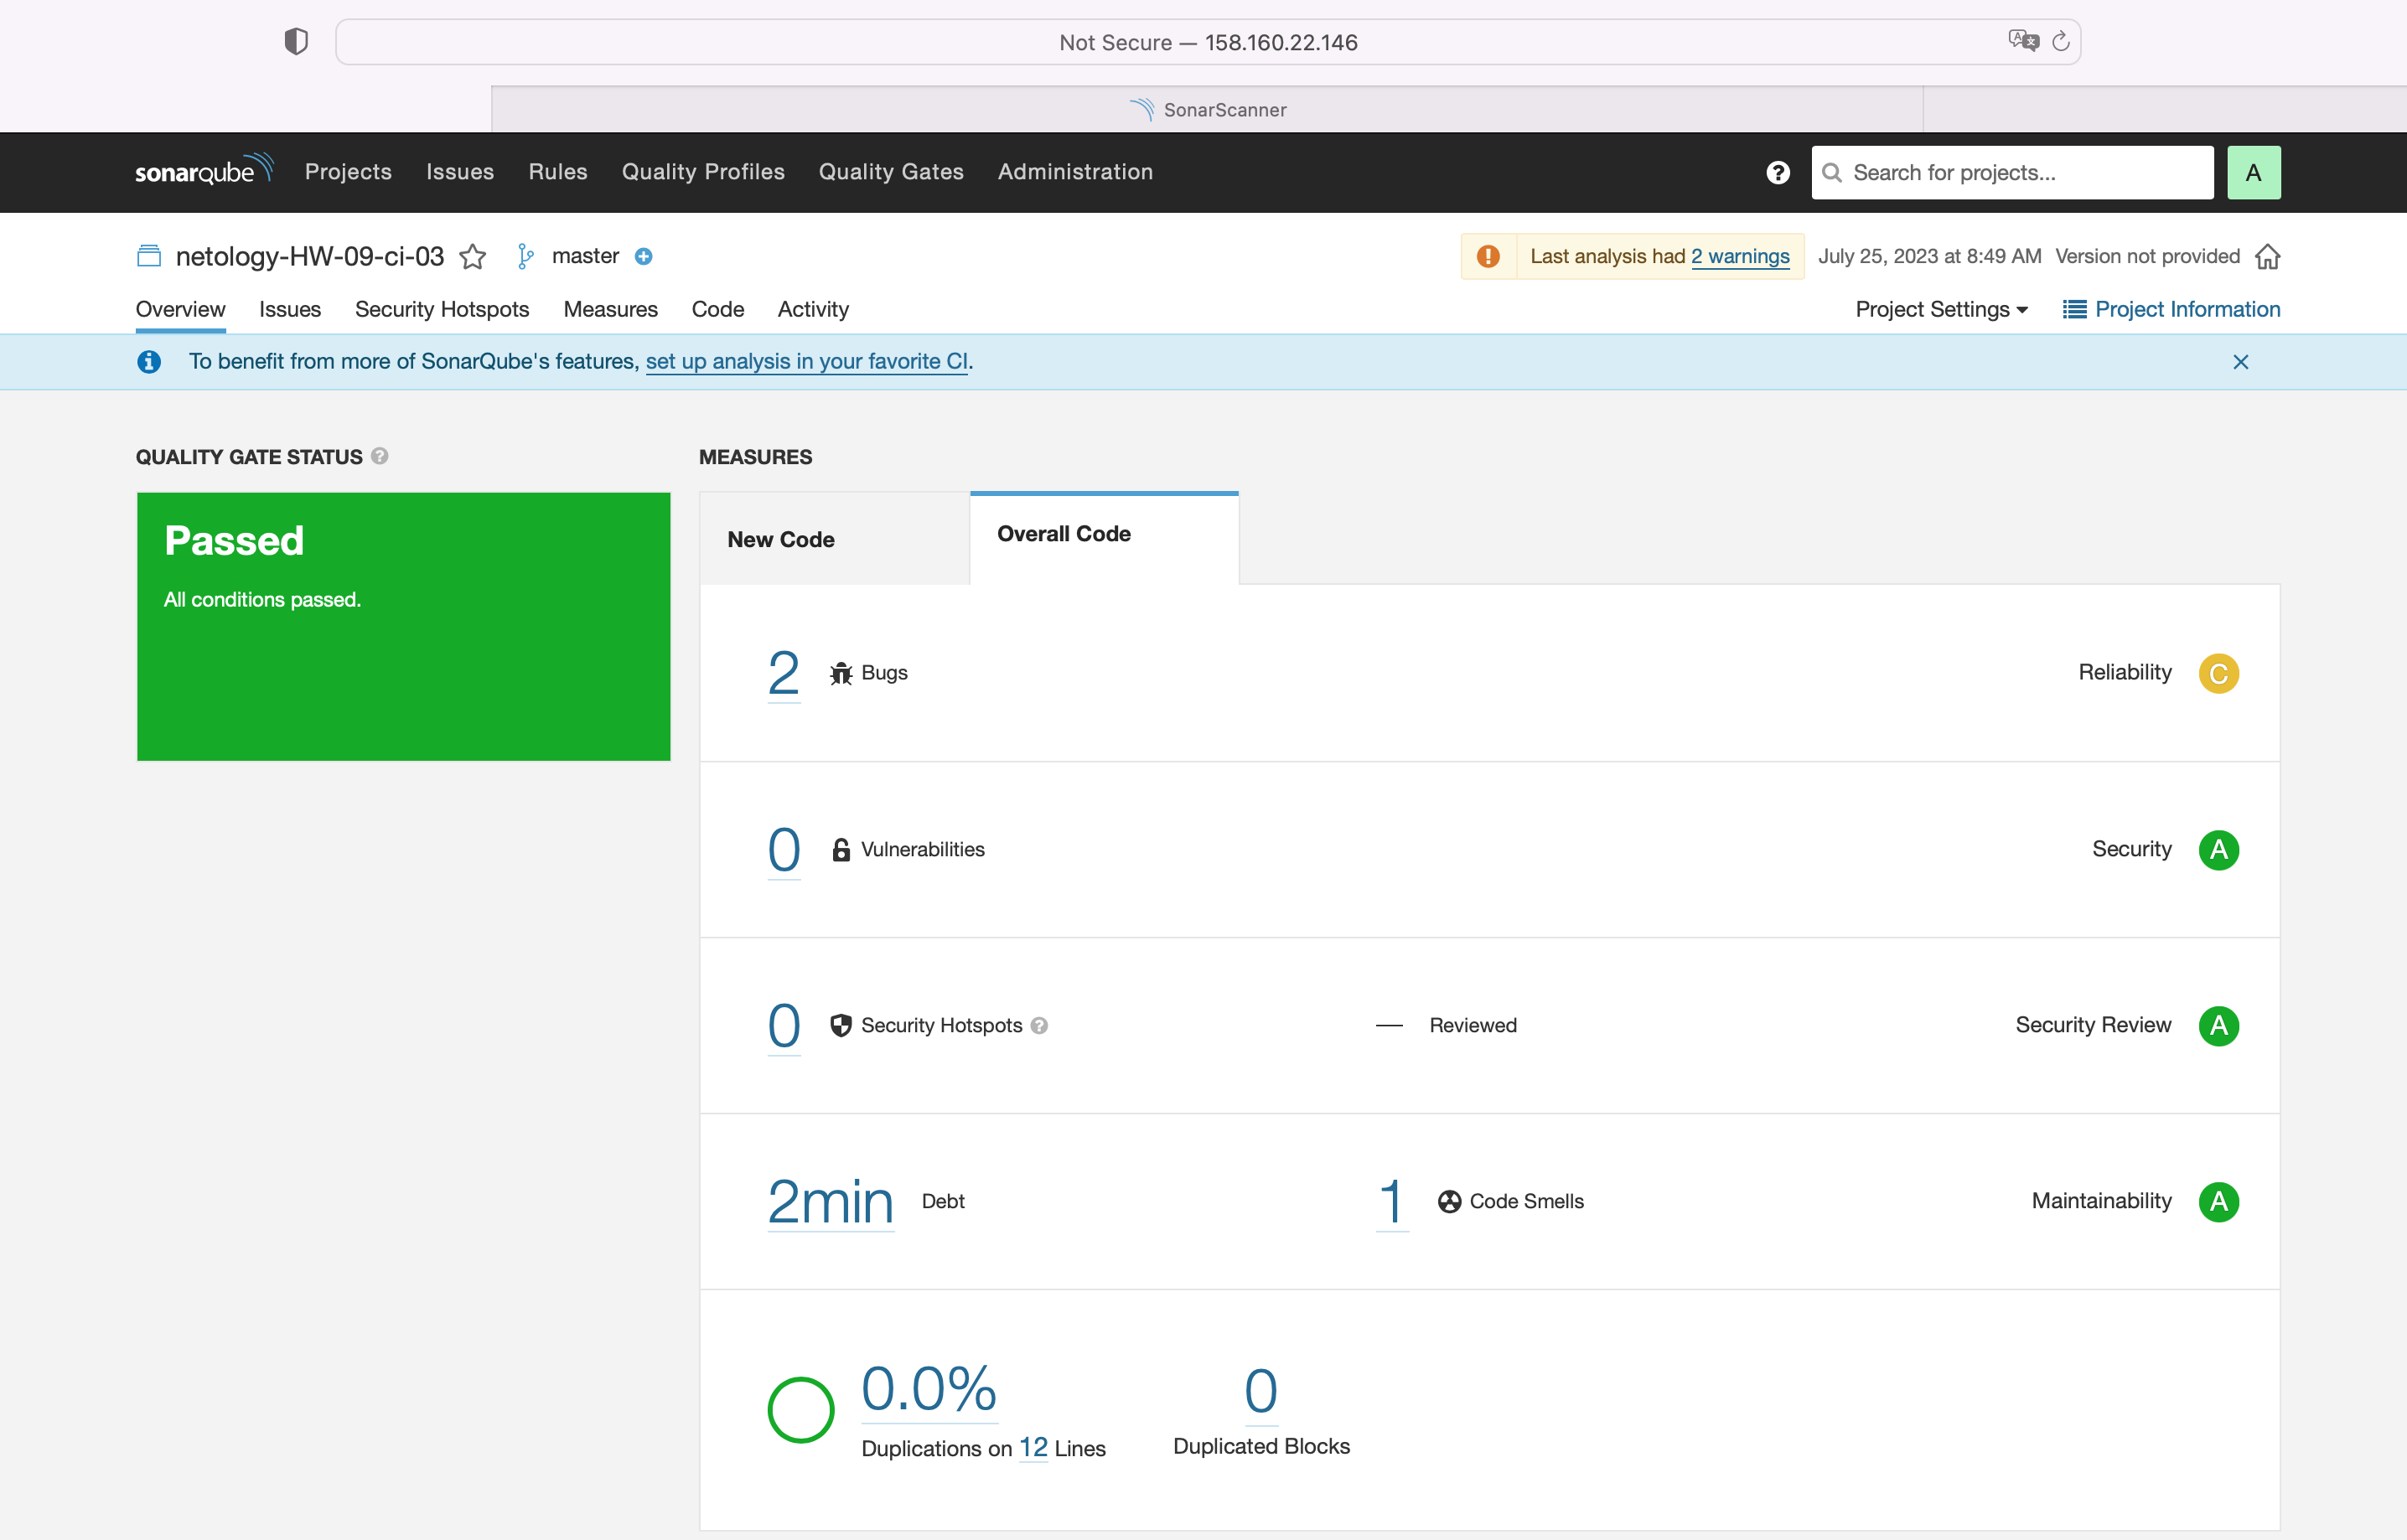 Not Secure — 158.160.22.146
SonarScanner
sonarqube Projects Issues Rules Quality Profiles Quality Gates Administration ? Search for projects... A
netology-HW-09-ci-03 master Last analysis had 2 warnings July 25, 2023 at 8:49 AM Version not provided
Overview Issues Security Hotspots Measures Code Activity Project Settings Project Information
To benefit from more of SonarQube's features, set up analysis in your favorite CI.
QUALITY GATE STATUS ?
MEASURES
Passed
All conditions passed.
New Code
Overall Code
2 Bugs Reliability C
0 Vulnerabilities Security A
0 Security Hotspots ? — Reviewed Security Review A
2min Debt 1 Code Smells Maintainability A
0.0%
Duplications on 12 Lines
0
Duplicated Blocks